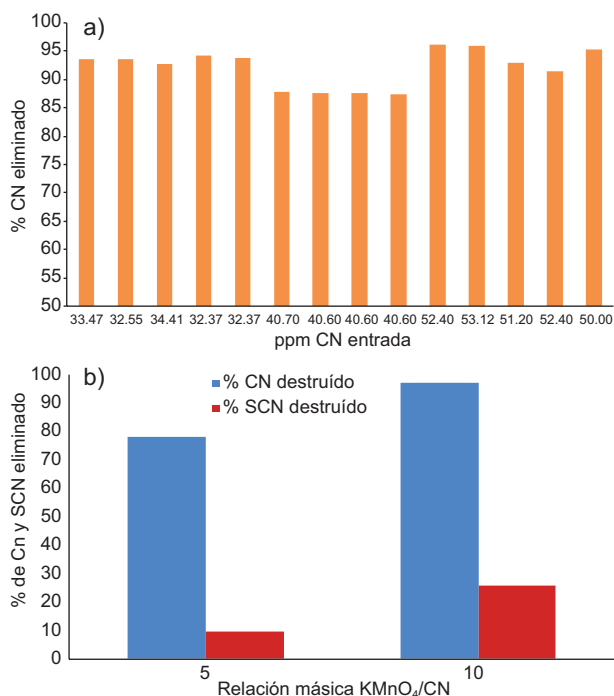 a)
% CN eliminado
100
95
90
85
80
75
70
65
60
55
50
33.47 32.55 34.41 32.37 32.37 40.70 40.60 40.60 40.60 52.40 53.12 51.20 52.40 50.00
ppm CN entrada
b)
% CN destruído
% SCN destruído
% de Cn y SCN eliminado
100
90
80
70
60
50
40
30
20
10
0
5 10
Relación másica KMnO₄/CN